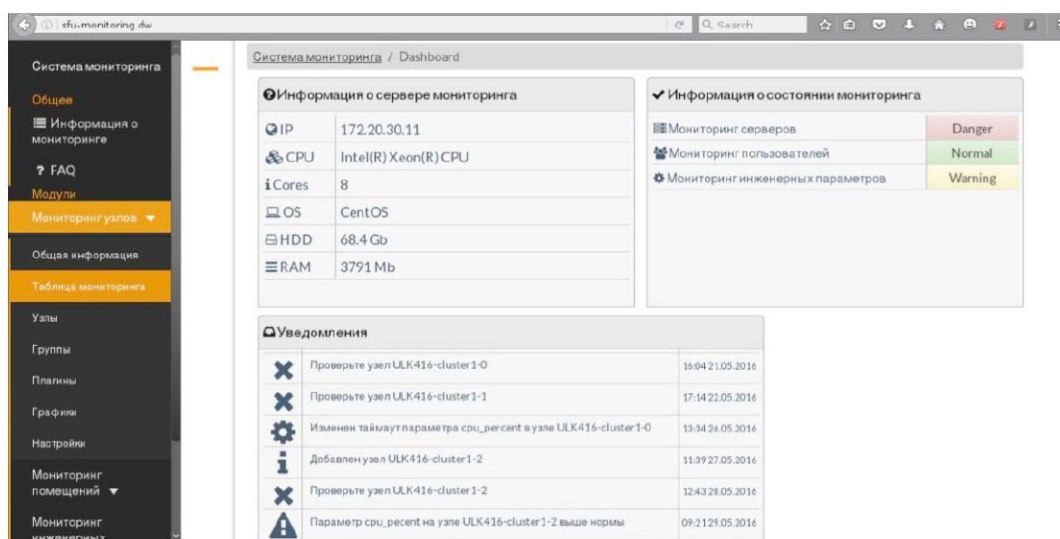 sfu-monitoring.dw
Search
Система мониторинга
Общее
Информация о
мониторинге
? FAQ
Модули
Мониторинг узлов
Общая информация
Таблица мониторинга
Узлы
Группы
Плагины
Графики
Настройки
Мониторинг
помещений
Мониторинг
инженерных
Система мониторинга / Dashboard
Информация о сервере мониторинга
IP 172.20.30.11
CPU Intel(R) Xeon(R) CPU
Cores 8
OS CentOS
HDD 68.4 Gb
RAM 3791 Mb
Информация о состоянии мониторинга
Мониторинг серверов Danger
Мониторинг пользователей Normal
Мониторинг инженерных параметров Warning
Уведомления
Проверьте узел ULK416-cluster1-0 16:04 21.05.2016
Проверьте узел ULK416-cluster1-1 17:14 22.05.2016
Изменен таймаут параметра cpu_percent в узле ULK416-cluster1-0 13:34 26.05.2016
Добавлен узел ULK416-cluster1-2 11:39 27.05.2016
Проверьте узел ULK416-cluster1-2 12:43 28.05.2016
Параметр cpu_pecent на узле ULK416-cluster1-2 выше нормы 09:21 29.05.2016